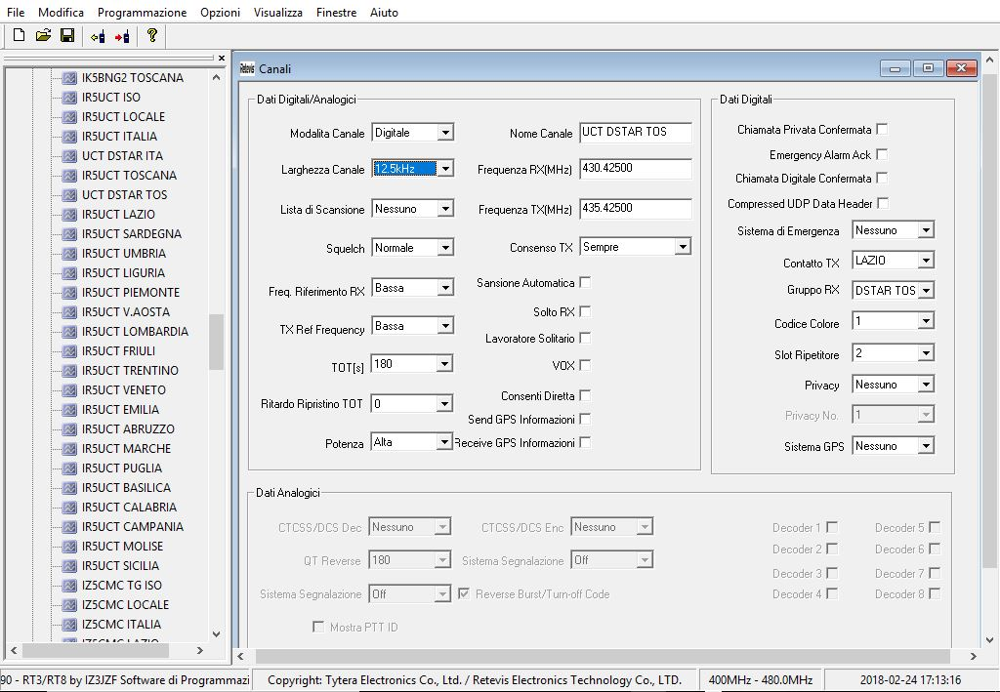 File Modifica Programmazione Opzioni Visualizza Finestre Aiuto
IK5BNG2 TOSCANA
IR5UCT ISO
IR5UCT LOCALE
IR5UCT ITALIA
UCT DSTAR ITA
IR5UCT TOSCANA
UCT DSTAR TOS
IR5UCT LAZIO
IR5UCT SARDEGNA
IR5UCT UMBRIA
IR5UCT LIGURIA
IR5UCT PIEMONTE
IR5UCT V.AOSTA
IR5UCT LOMBARDIA
IR5UCT FRIULI
IR5UCT TRENTINO
IR5UCT VENETO
IR5UCT EMILIA
IR5UCT ABRUZZO
IR5UCT MARCHE
IR5UCT PUGLIA
IR5UCT BASILICA
IR5UCT CALABRIA
IR5UCT CAMPANIA
IR5UCT MOLISE
IR5UCT SICILIA
IZ5CMC TG ISO
IZ5CMC LOCALE
IZ5CMC ITALIA
IZ5CMC LAZIO
Retevis Canali
Dati Digitali/Analogici
Modalita Canale Digitale
Larghezza Canale 12.5kHz
Lista di Scansione Nessuno
Squelch Normale
Freq. Riferimento RX Bassa
TX Ref Frequency Bassa
TOT[s] 180
Ritardo Ripristino TOT 0
Potenza Alta
Nome Canale UCT DSTAR TOS
Frequenza RX(MHz) 430.42500
Frequenza TX(MHz) 435.42500
Consenso TX Sempre
Sansione Automatica
Solto RX
Lavoratore Solitario
VOX
Consenti Diretta
Send GPS Informazioni
Receive GPS Informazioni
Dati Digitali
Chiamata Privata Confermata
Emergency Alarm Ack
Chiamata Digitale Confermata
Compressed UDP Data Header
Sistema di Emergenza Nessuno
Contatto TX LAZIO
Gruppo RX DSTAR TOS
Codice Colore 1
Slot Ripetitore 2
Privacy Nessuno
Privacy No. 1
Sistema GPS Nessuno
Dati Analogici
CTCSS/DCS Dec Nessuno CTCSS/DCS Enc Nessuno
QT Reverse 180 Sistema Segnalazione Off
Sistema Segnalazione Off Reverse Burst/Turn-off Code
Mostra PTT ID
Decoder 1 Decoder 5
Decoder 2 Decoder 6
Decoder 3 Decoder 7
Decoder 4 Decoder 8
90 - RT3/RT8 by IZ3JZF Software di Programmazi Copyright: Tytera Electronics Co., Ltd. / Retevis Electronics Technology Co., LTD. 400MHz - 480.0MHz 2018-02-24 17:13:16